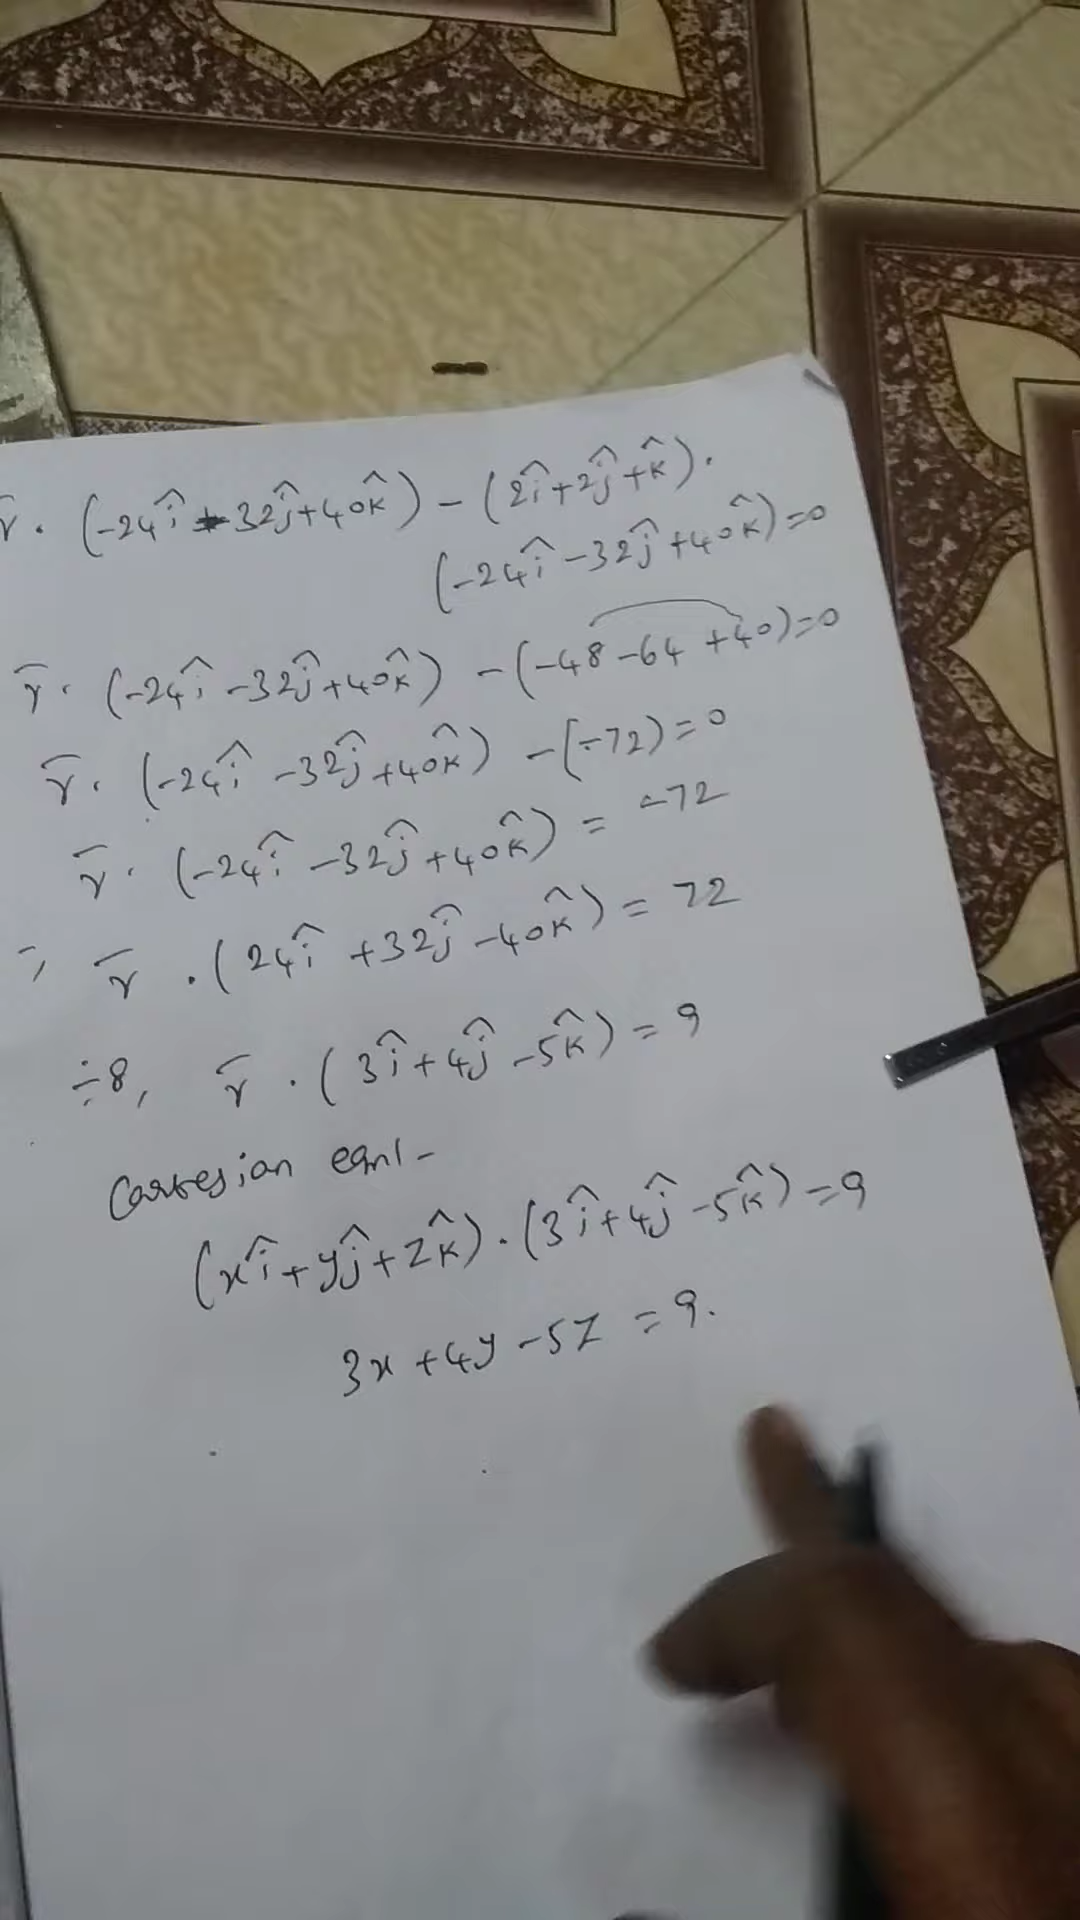 r̄ · (-24î - 32ĵ + 40k̂) - (2î + 2ĵ + k̂) ·
(-24î - 32ĵ + 40k̂) = 0
r̄ · (-24î - 32ĵ + 40k̂) - (-48 - 64 + 40) = 0
r̄ · (-24î - 32ĵ + 40k̂) - (-72) = 0
r̄ · (-24î - 32ĵ + 40k̂) = -72
r̄ · (24î + 32ĵ - 40k̂) = 72
÷8, r̄ · (3î + 4ĵ - 5k̂) = 9
Cartesian eqn:-
(xî + yĵ + zk̂) · (3î + 4ĵ - 5k̂) = 9
3x + 4y - 5z = 9.